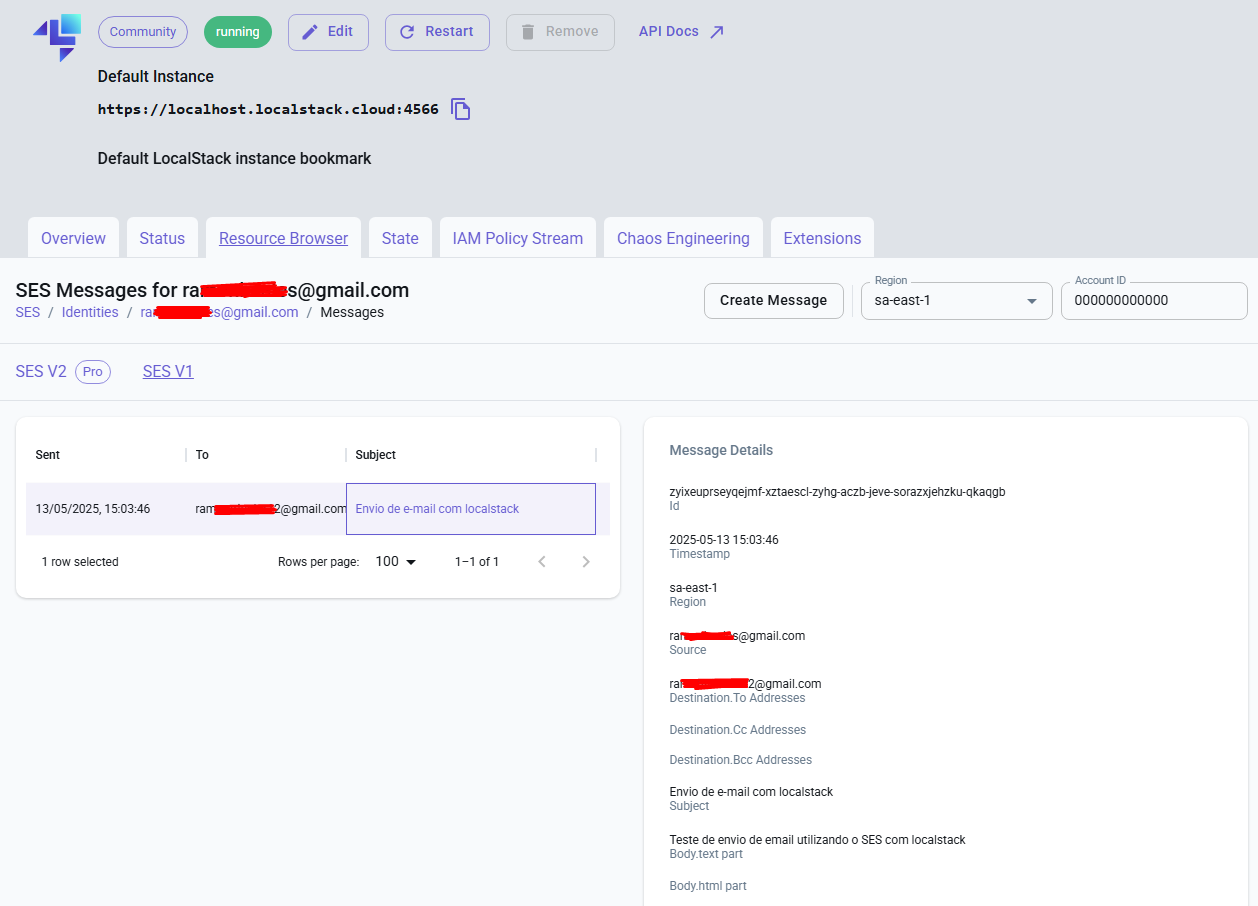 Community running Edit Restart Remove API Docs
Default Instance
https://localhost.localstack.cloud:4566
Default LocalStack instance bookmark
Overview Status Resource Browser State IAM Policy Stream Chaos Engineering Extensions
SES Messages for ra s@gmail.com
SES / Identities / ra es@gmail.com / Messages
Create Message
Region
sa-east-1
Account ID
000000000000
SES V2 Pro SES V1
Sent To Subject
13/05/2025, 15:03:46 ram 2@gmail.com Envio de e-mail com localstack
1 row selected Rows per page: 100 1–1 of 1
Message Details
zyixeuprseyqejmf-xztaescl-zyhg-aczb-jeve-sorazxjehzku-qkaqgb
Id
2025-05-13 15:03:46
Timestamp
sa-east-1
Region
ra s@gmail.com
Source
ra 2@gmail.com
Destination.To Addresses
Destination.Cc Addresses
Destination.Bcc Addresses
Envio de e-mail com localstack
Subject
Teste de envio de email utilizando o SES com localstack
Body.text part
Body.html part